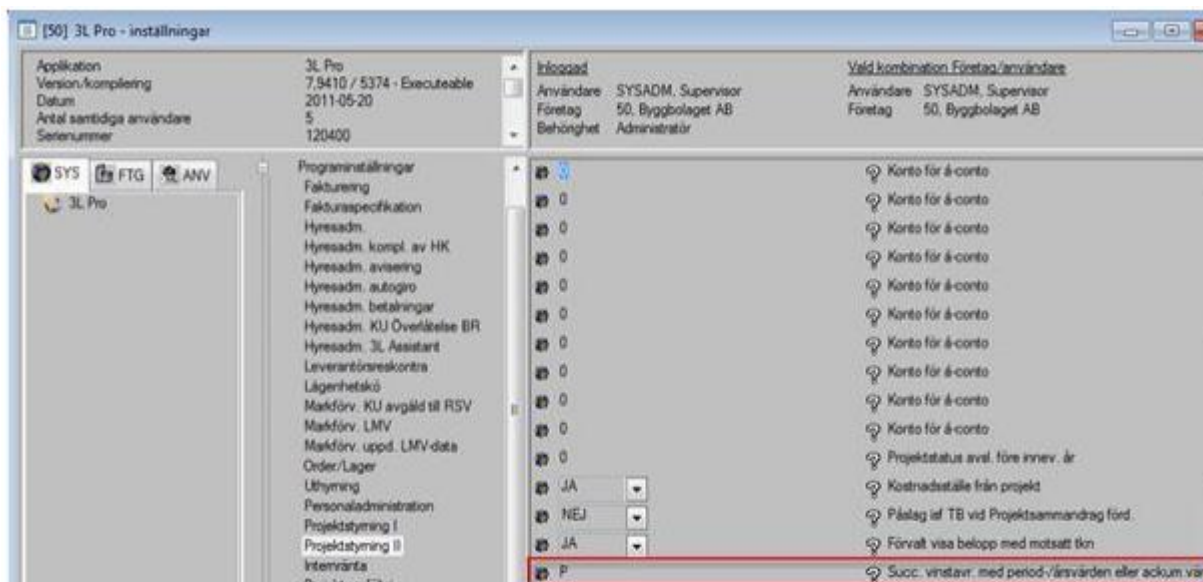 [50] 3L Pro - inställningar
Applikation 3L Pro
Version/kompilering 7,9410 / 5374 - Executeable
Datum 2011-05-20
Antal samtidiga användare 5
Serienummer 120400
Inloggad
Användare SYSADM, Supervisor
Företag 50, Byggbolaget AB
Behörighet Administratör
Vald kombination Företag/användare
Användare SYSADM, Supervisor
Företag 50, Byggbolaget AB
SYS FTG ANV
3L Pro
Programinställningar
Fakturering
Fakturaspecifikation
Hyresadm.
Hyresadm. kompl. av HK
Hyresadm. avisering
Hyresadm. autogiro
Hyresadm. betalningar
Hyresadm. KU Överlåtelse BR
Hyresadm. 3L Assistant
Leverantörsreskontra
Lägenhetskö
Markförv. KU avgäld till RSV
Markförv. LMV
Markförv. uppd. LMV-data
Order/Lager
Uthyrning
Personaladministration
Projektstyrning I
Projektstyrning II
Internränta
0 Konto för á-conto
0 Konto för á-conto
0 Konto för á-conto
0 Konto för á-conto
0 Konto för á-conto
0 Konto för á-conto
0 Konto för á-conto
0 Konto för á-conto
0 Konto för á-conto
0 Konto för á-conto
0 Projektstatus avsl. före innev. år
JA Kostnadsställe från projekt
NEJ Påslag isf TB vid Projektsammandrag förd.
JA Förvalt visa belopp med motsatt tkn
P Succ. vinstavr. med period-/årsvärden eller ackum.